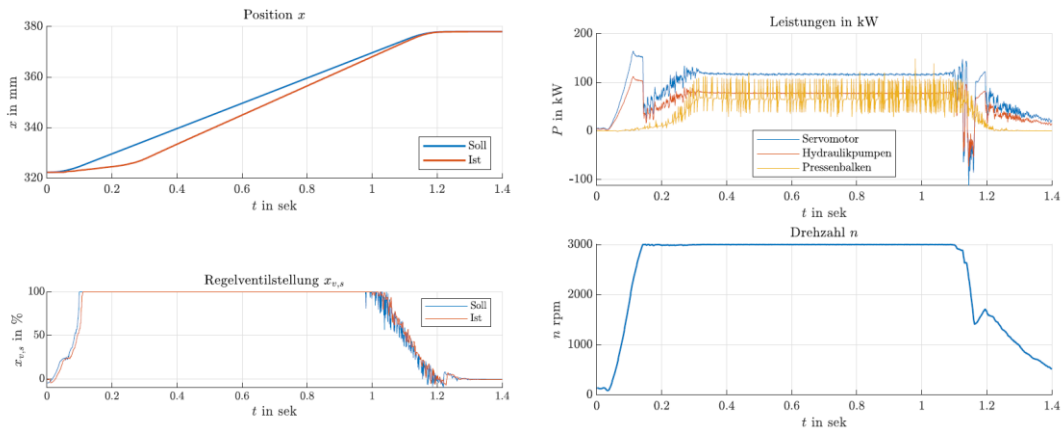 Position x
380
360
340
320
x in mm
0
0.2
0.4
0.6
0.8
1
1.2
1.4
t in sek
Soll
Ist
Leistungen in kW
200
100
0
-100
P in kW
0
0.2
0.4
0.6
0.8
1
1.2
1.4
t in sek
Servomotor
Hydraulikpumpen
Pressenbalken
Regelventilstellung x_{v,s}
100
50
0
x_{v,s} in %
0
0.2
0.4
0.6
0.8
1
1.2
1.4
t in sek
Soll
Ist
Drehzahl n
3000
2000
1000
0
n rpm
0
0.2
0.4
0.6
0.8
1
1.2
1.4
t in sek